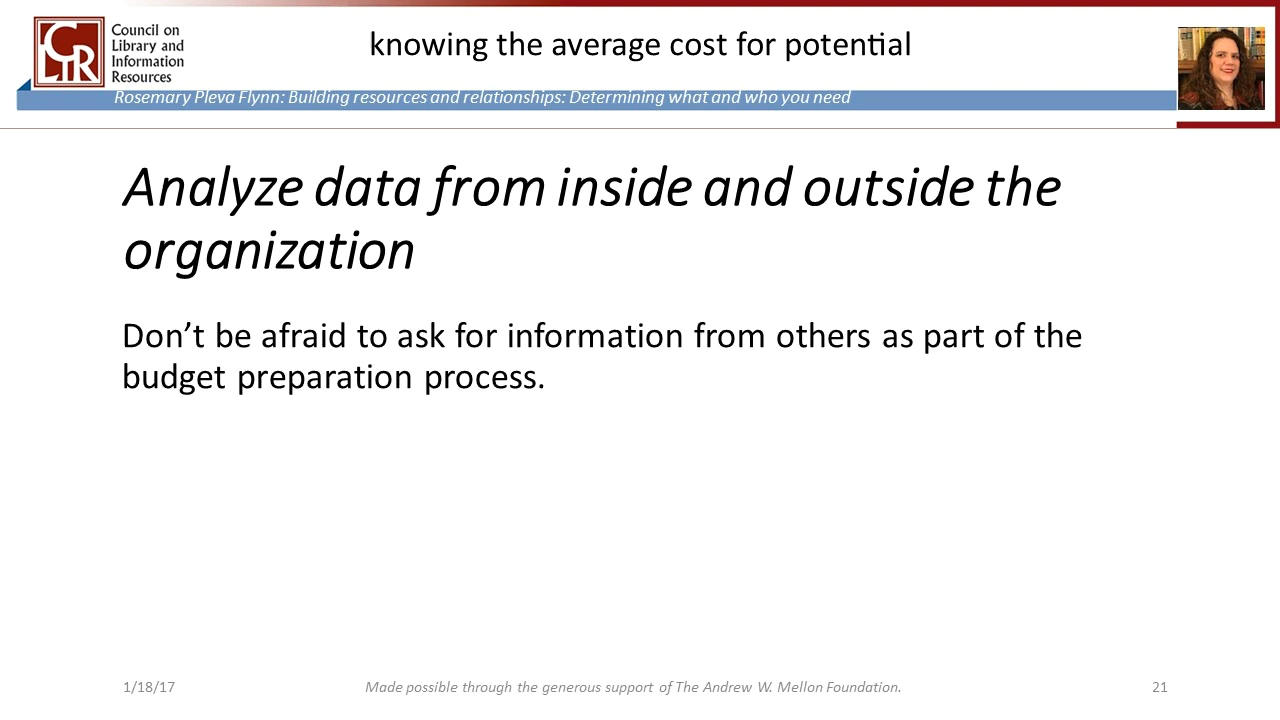 CLIR
Council on
Library and
Information
Resources
knowing the average cost for potential
Rosemary Pleva Flynn: Building resources and relationships: Determining what and who you need
Analyze data from inside and outside the
organization
Don’t be afraid to ask for information from others as part of the
budget preparation process.
1/18/17
Made possible through the generous support of The Andrew W. Mellon Foundation.
21